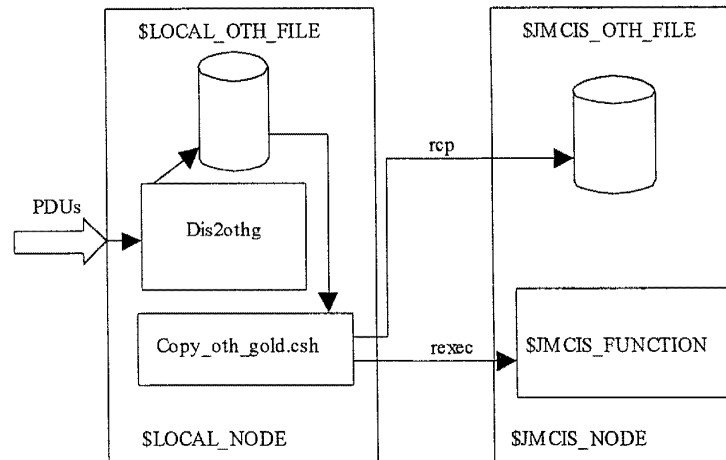 $LOCAL_OTH_FILE
$JMCIS_OTH_FILE
rcp
PDUs
Dis2othg
Copy_oth_gold.csh
rexec
$JMCIS_FUNCTION
$LOCAL_NODE
$JMCIS_NODE